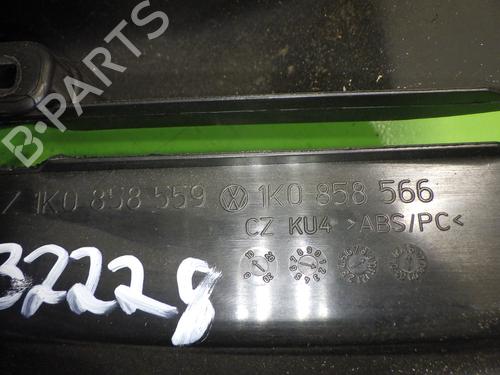 B-PARTS
1K0 858 559 1K0 858 566
CZ KU4 >ABS/PC<
32228